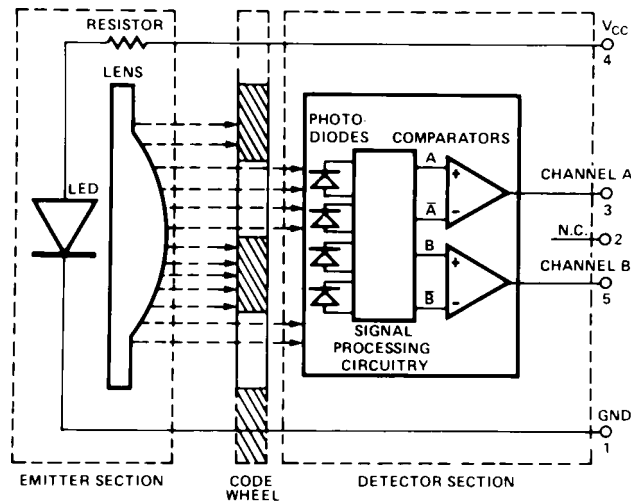 RESISTOR
VCC
4
LENS
PHOTO-
DIODES
COMPARATORS
LED
A
+
CHANNEL A
3
A̅
−
N.C.
2
B
+
CHANNEL B
5
B̅
−
SIGNAL
PROCESSING
CIRCUITRY
GND
1
EMITTER SECTION
CODE
WHEEL
DETECTOR SECTION